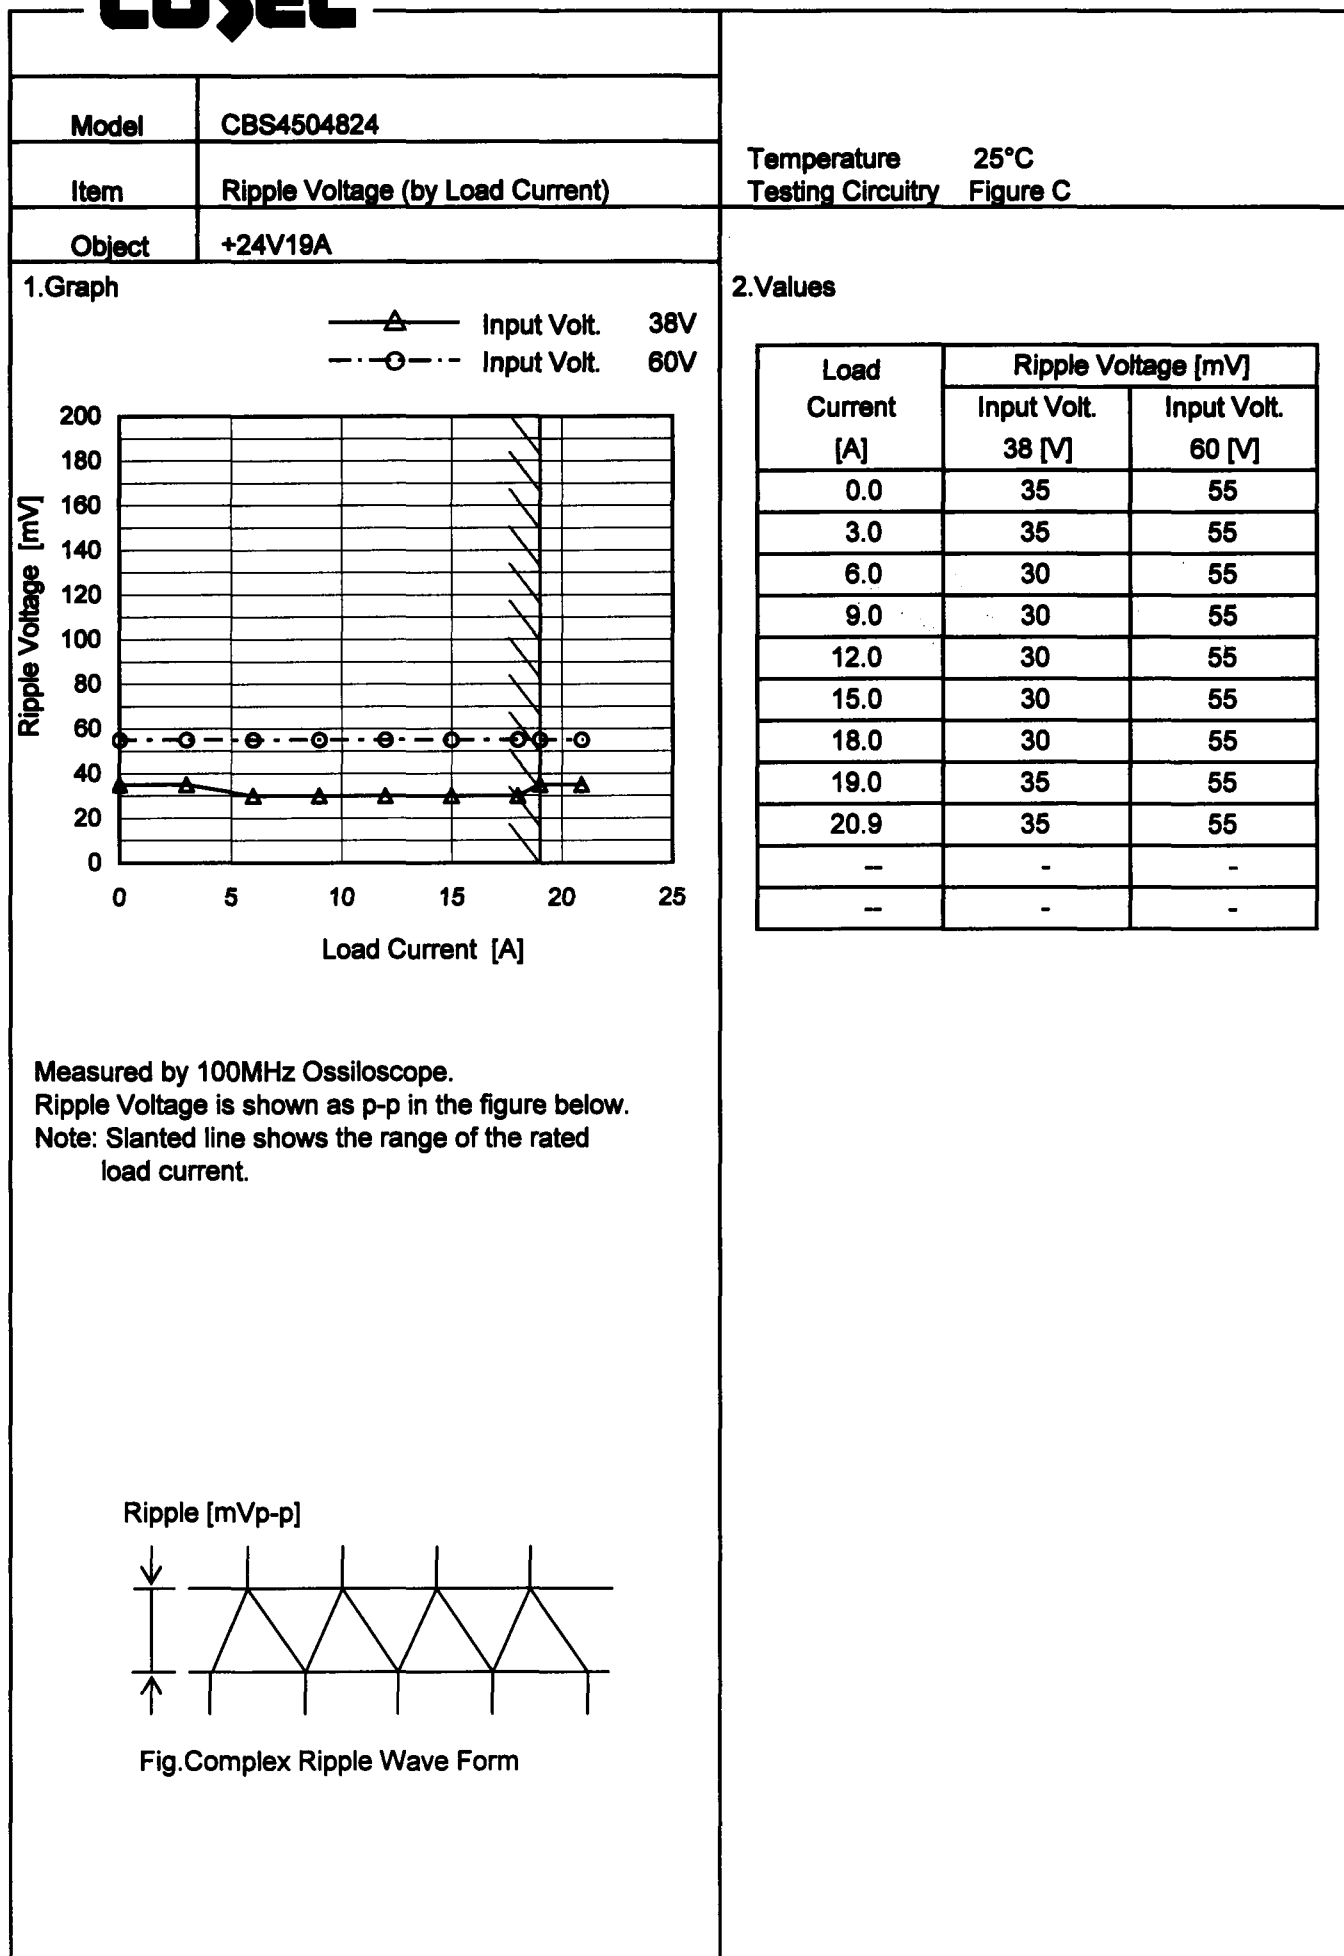 COSEL
Model CBS4504824
Item Ripple Voltage (by Load Current)
Object +24V19A
Temperature 25°C
Testing Circuitry Figure C
1.Graph
Input Volt. 38V
Input Volt. 60V
200
180
160
140
120
100
80
60
40
20
0
Ripple Voltage [mV]
0 5 10 15 20 25
Load Current [A]
2.Values
Load Ripple Voltage [mV]
Current Input Volt. Input Volt.
[A] 38 [V] 60 [V]
0.0 35 55
3.0 35 55
6.0 30 55
9.0 30 55
12.0 30 55
15.0 30 55
18.0 30 55
19.0 35 55
20.9 35 55
-- - -
-- - -
Measured by 100MHz Ossiloscope.
Ripple Voltage is shown as p-p in the figure below.
Note: Slanted line shows the range of the rated
load current.
Ripple [mVp-p]
Fig.Complex Ripple Wave Form